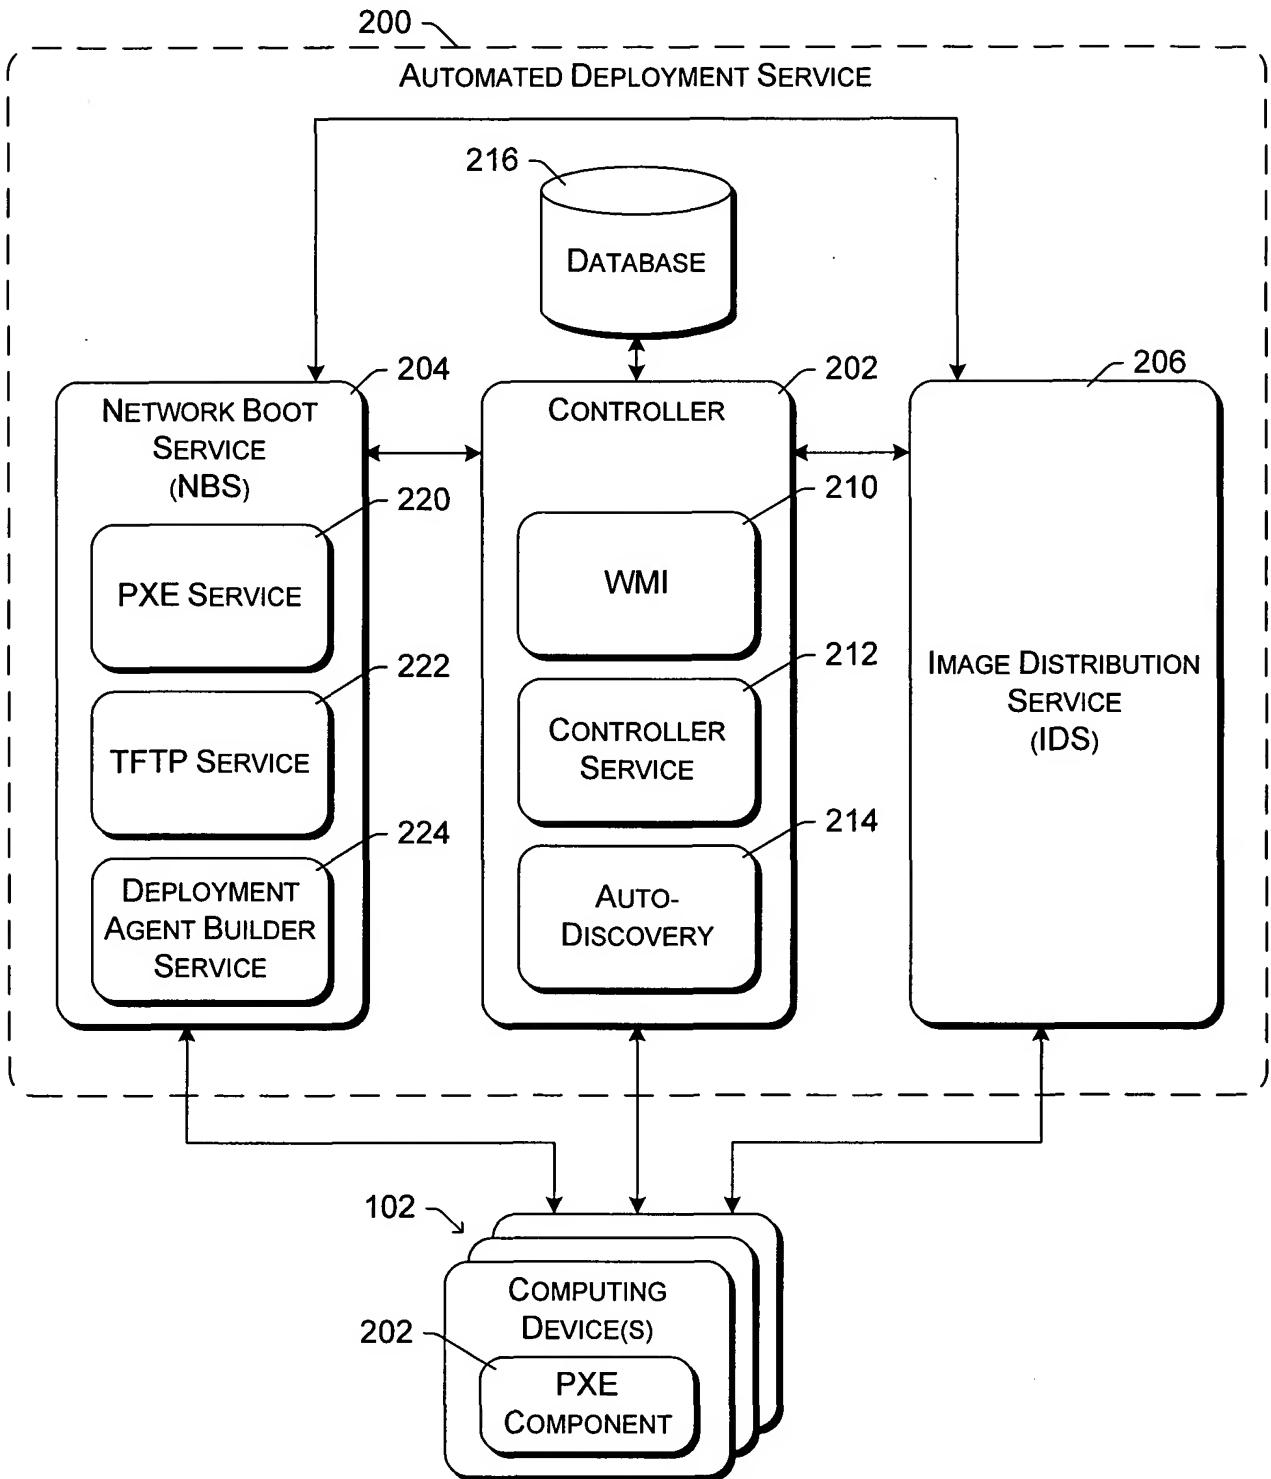 200
AUTOMATED DEPLOYMENT SERVICE
216
DATABASE
204
NETWORK BOOT
SERVICE
(NBS)
220
PXE SERVICE
222
TFTP SERVICE
224
DEPLOYMENT
AGENT BUILDER
SERVICE
202
CONTROLLER
210
WMI
212
CONTROLLER
SERVICE
214
AUTO-
DISCOVERY
206
IMAGE DISTRIBUTION
SERVICE
(IDS)
102
COMPUTING
DEVICE(S)
202
PXE
COMPONENT